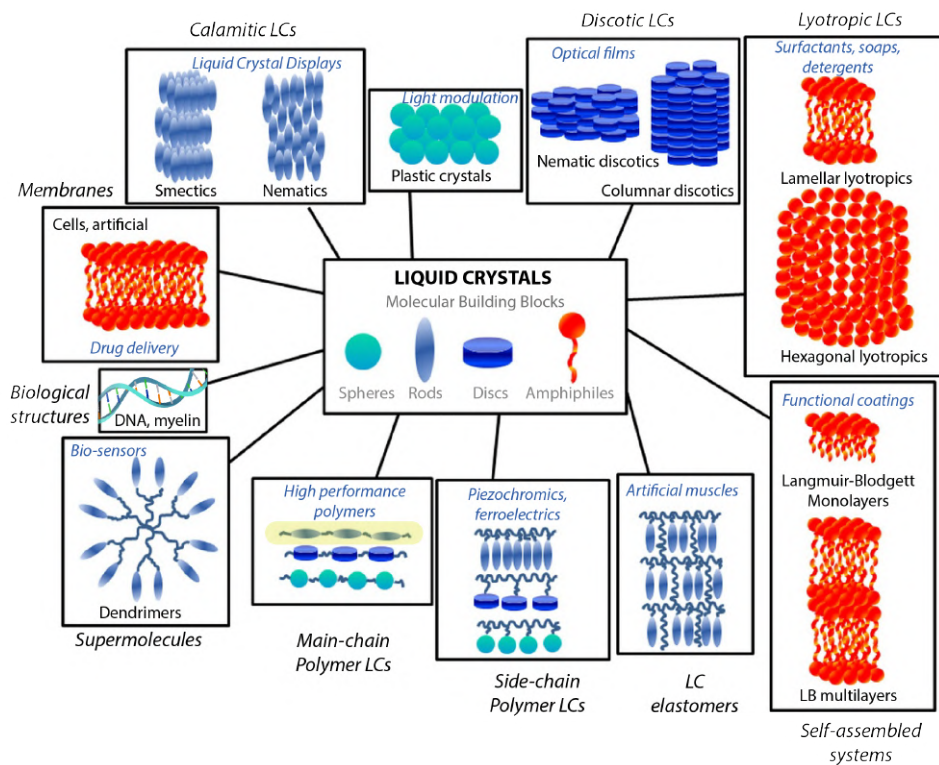 Calamitic LCs
Liquid Crystal Displays
Smectics
Nematics
Light modulation
Plastic crystals
Discotic LCs
Optical films
Nematic discotics
Columnar discotics
Lyotropic LCs
Surfactants, soaps,
detergents
Lamellar lyotropics
Hexagonal lyotropics
Membranes
Cells, artificial
Drug delivery
LIQUID CRYSTALS
Molecular Building Blocks
Spheres
Rods
Discs
Amphiphiles
Biological
structures
DNA, myelin
Bio-sensors
Dendrimers
Supermolecules
High performance
polymers
Main-chain
Polymer LCs
Piezochromics,
ferroelectrics
Side-chain
Polymer LCs
Artificial muscles
LC
elastomers
Functional coatings
Langmuir-Blodgett
Monolayers
LB multilayers
Self-assembled
systems